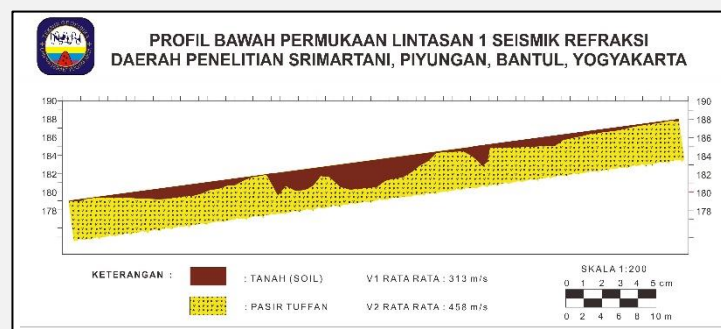 PROFIL BAWAH PERMUKAAN LINTASAN 1 SEISMIK REFRAKSI
DAERAH PENELITIAN SRIMARTANI, PIYUNGAN, BANTUL, YOGYAKARTA
190 190
188 188
186 186
184 184
182 182
180 180
178 178
KETERANGAN :
: TANAH (SOIL) V1 RATA RATA : 313 m/s
: PASIR TUFFAN V2 RATA RATA : 458 m/s
SKALA 1:200
0 1 2 3 4 5 cm
0 2 4 6 8 10 m